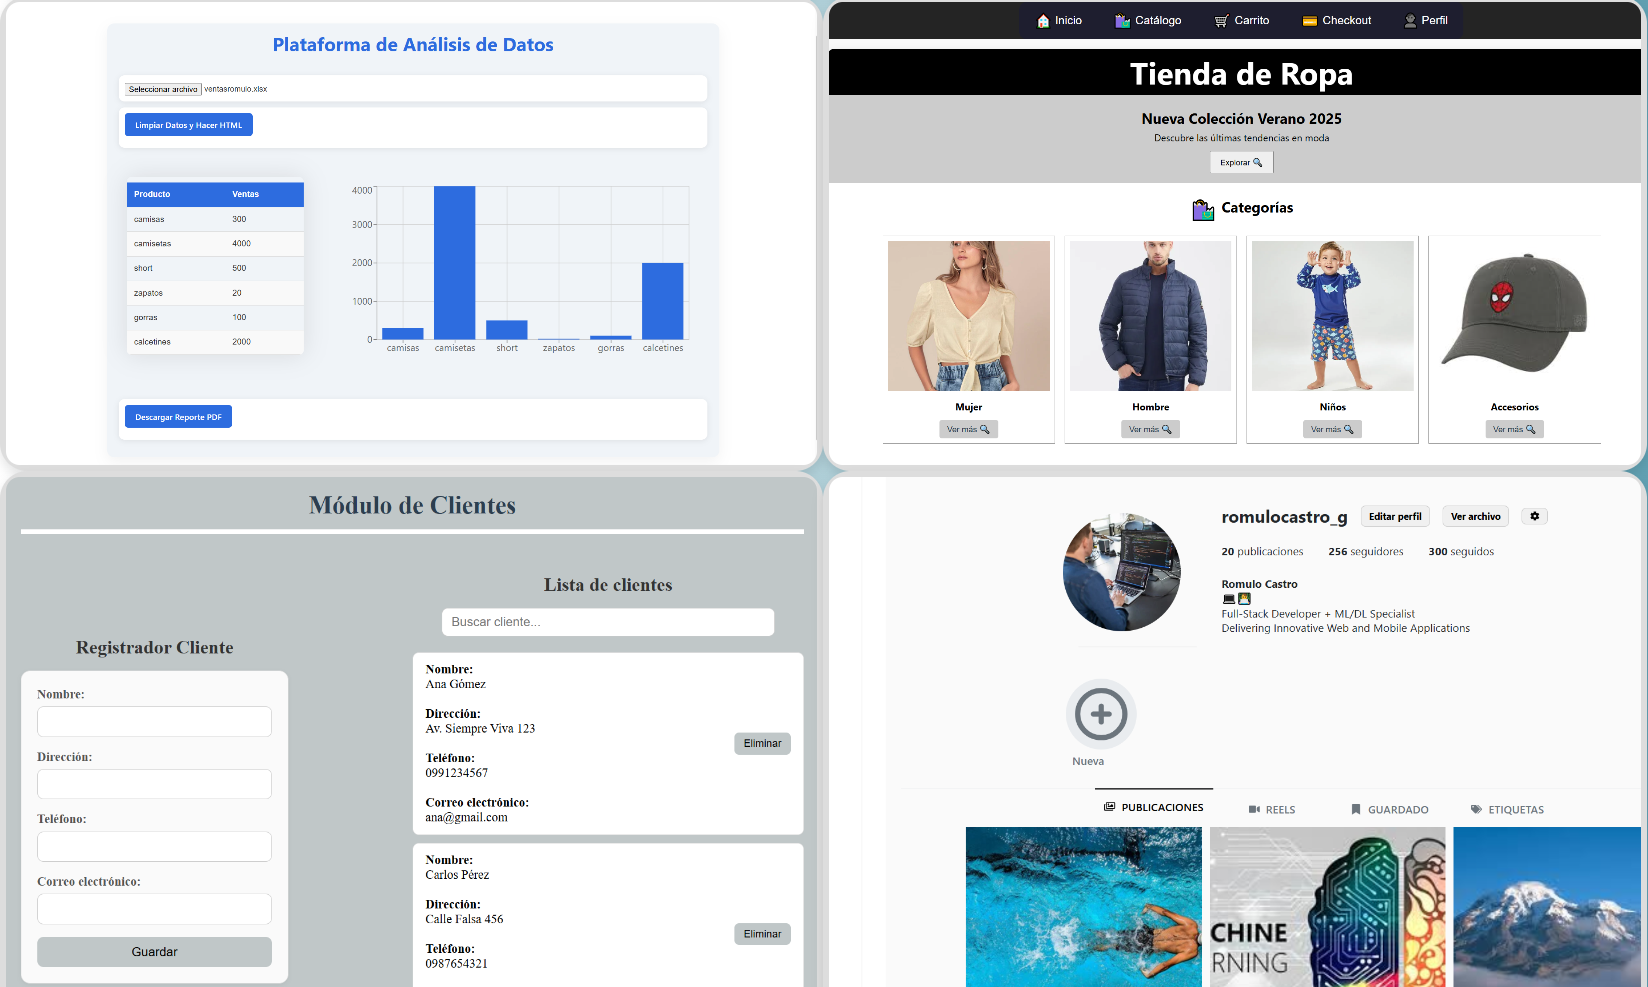 Plataforma de Análisis de Datos
Seleccionar archivo ventasromulo.xlsx
Limpiar Datos y Hacer HTML
Producto Ventas
camisas 300
camisetas 4000
short 500
zapatos 20
gorras 100
calcetines 2000
4000
3000
2000
1000
0
camisas camisetas short zapatos gorras calcetines
Descargar Reporte PDF
Inicio Catálogo Carrito Checkout Perfil
Tienda de Ropa
Nueva Colección Verano 2025
Descubre las últimas tendencias en moda
Explorar
Categorías
Mujer Hombre Niños Accesorios
Ver más Ver más Ver más Ver más
Módulo de Clientes
Registrador Cliente
Nombre:
Dirección:
Teléfono:
Correo electrónico:
Guardar
Lista de clientes
Buscar cliente...
Nombre:
Ana Gómez
Dirección:
Av. Siempre Viva 123
Teléfono:
0991234567
Correo electrónico:
ana@gmail.com
Eliminar
Nombre:
Carlos Pérez
Dirección:
Calle Falsa 456
Teléfono:
0987654321
Eliminar
romulocastro_g Editar perfil Ver archivo
20 publicaciones 256 seguidores 300 seguidos
Romulo Castro
Full-Stack Developer + ML/DL Specialist
Delivering Innovative Web and Mobile Applications
Nueva
PUBLICACIONES REELS GUARDADO ETIQUETAS
CHINE
RNING